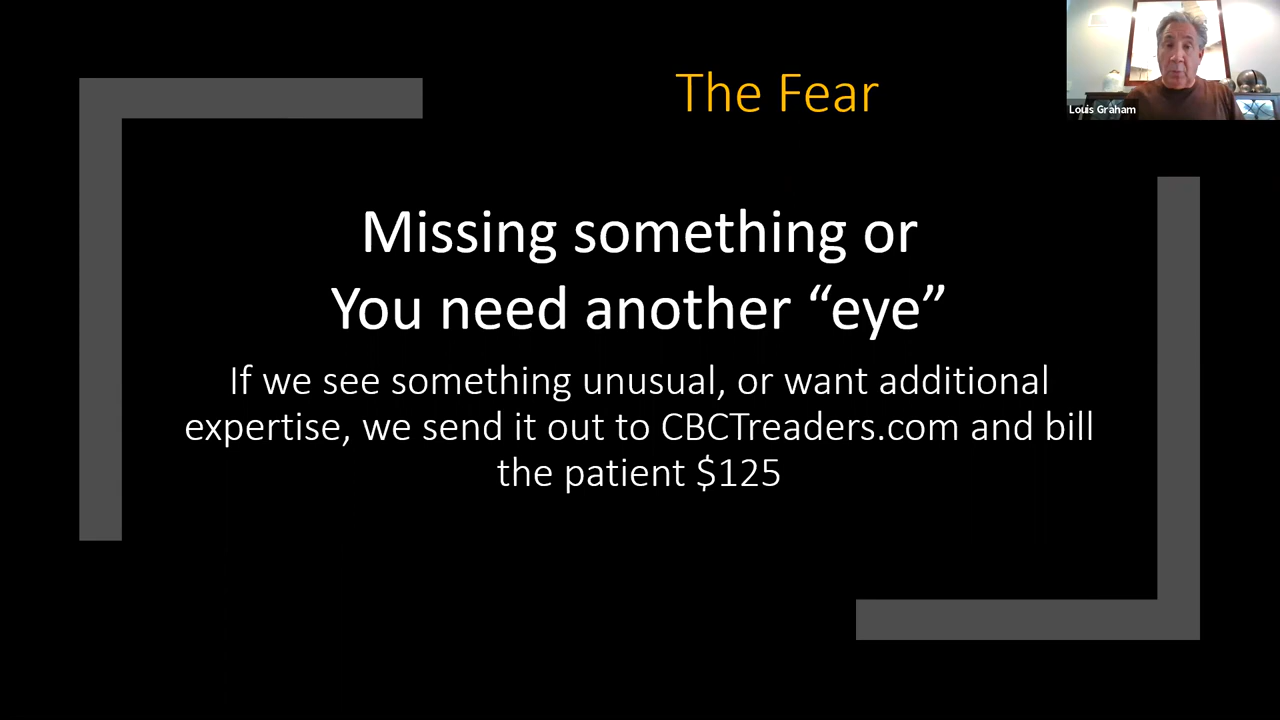 The Fear
Louis Graham
Missing something or
You need another “eye”
If we see something unusual, or want additional
expertise, we send it out to CBCTreaders.com and bill
the patient $125